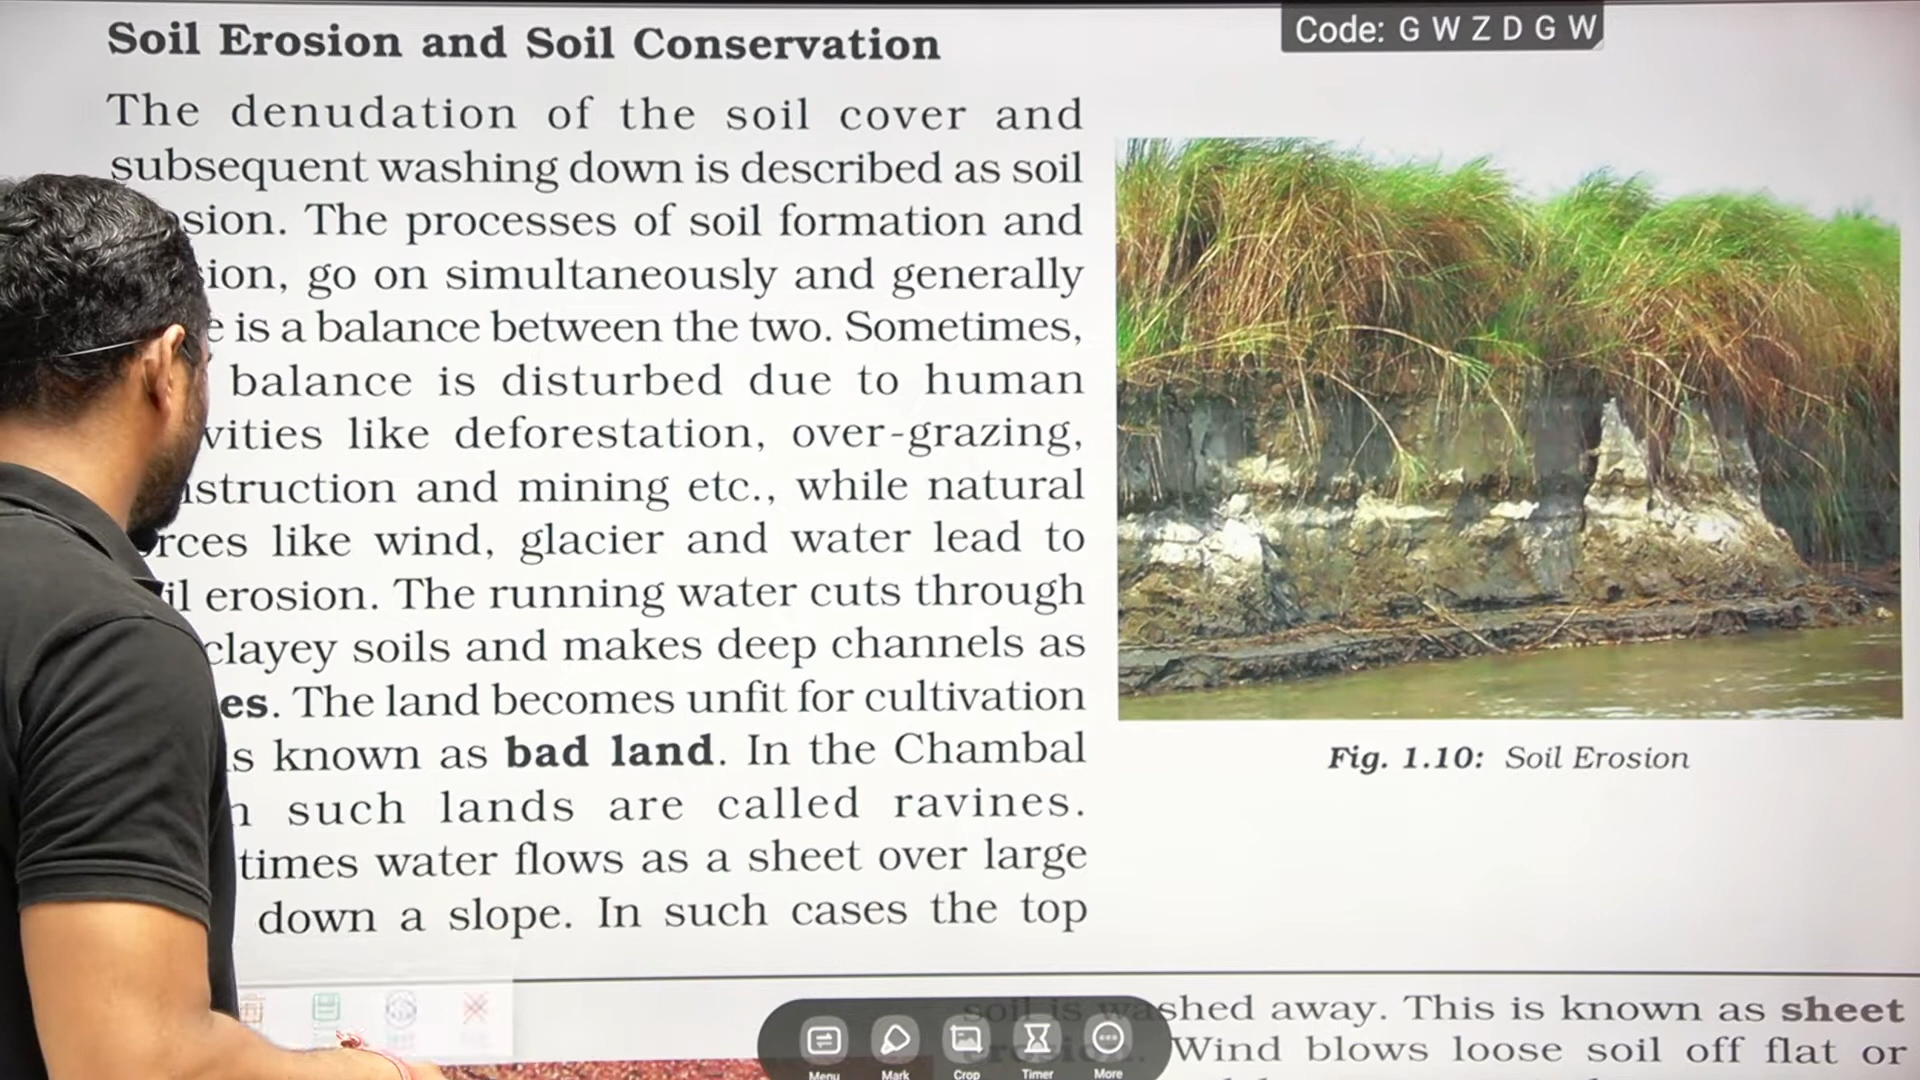 Soil Erosion and Soil Conservation
Code: G W Z D G W
The denudation of the soil cover and
subsequent washing down is described as soil
sion. The processes of soil formation and
ion, go on simultaneously and generally
e is a balance between the two. Sometimes,
balance is disturbed due to human
vities like deforestation, over-grazing,
struction and mining etc., while natural
rces like wind, glacier and water lead to
il erosion. The running water cuts through
clayey soils and makes deep channels as
es. The land becomes unfit for cultivation
s known as bad land. In the Chambal
such lands are called ravines.
times water flows as a sheet over large
down a slope. In such cases the top
Fig. 1.10: Soil Erosion
soil is washed away. This is known as sheet
erosion. Wind blows loose soil off flat or
Menu Mark Crop Timer More